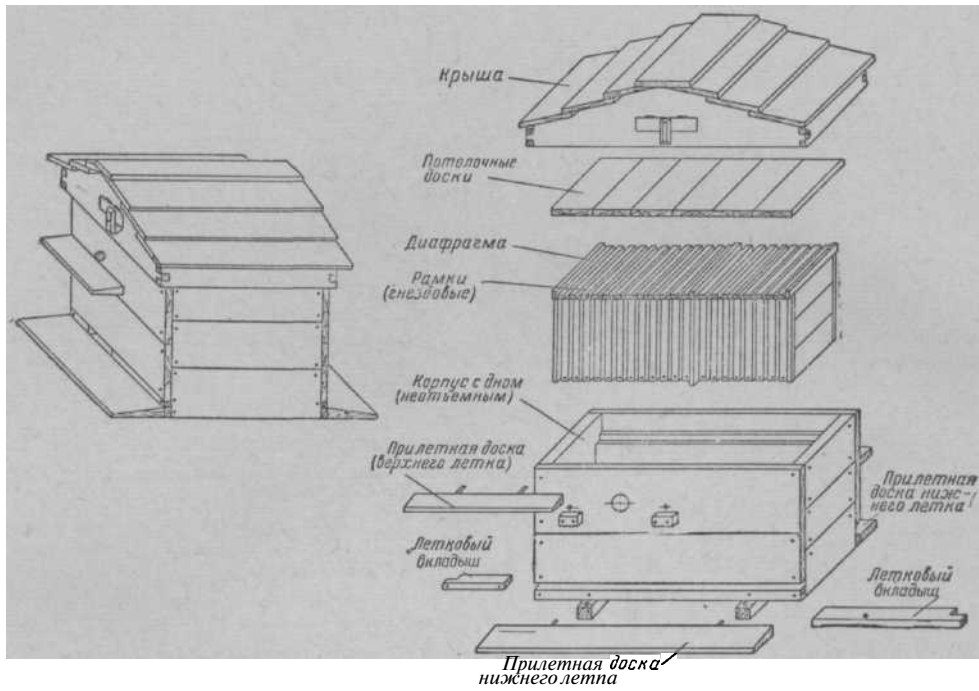 Крыша
Потолочные
доски
Диафрагма
Рамки
(гнездовые)
Корпус с дном
(неотъемным)
Прилетная доска
(верхнего летка)
Прилетная
доска ниж-
него летка
Летковый
вкладыш
Летковый
вкладыш
Прилетная доска
нижнего летпа